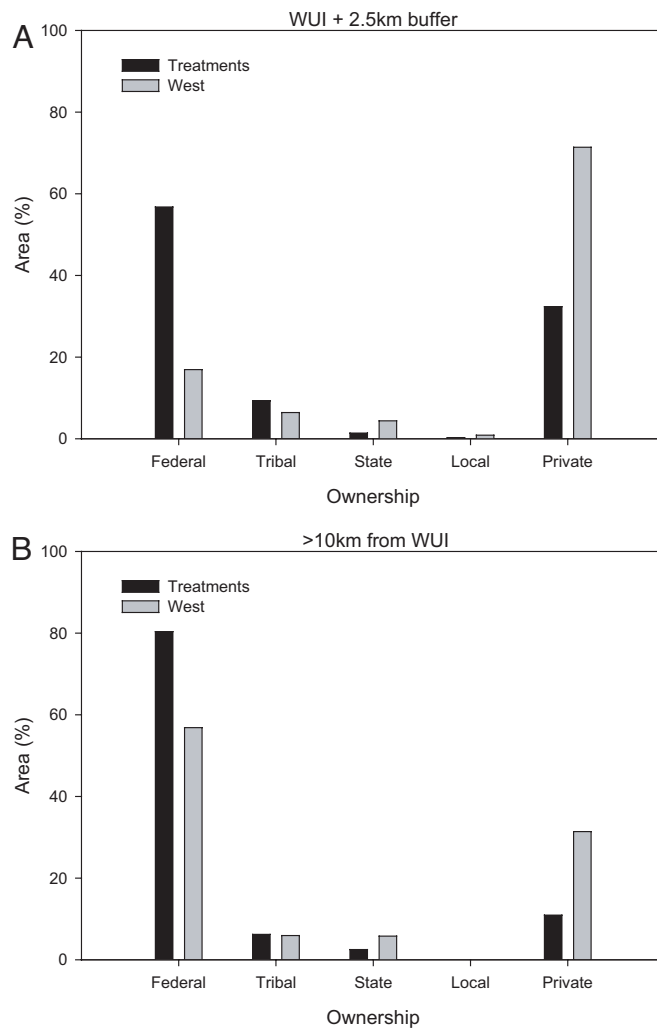 A
WUI + 2.5km buffer
100
80
60
40
20
0
Area (%)
Treatments
West
Federal Tribal State Local Private
Ownership
B
>10km from WUI
100
80
60
40
20
0
Area (%)
Treatments
West
Federal Tribal State Local Private
Ownership